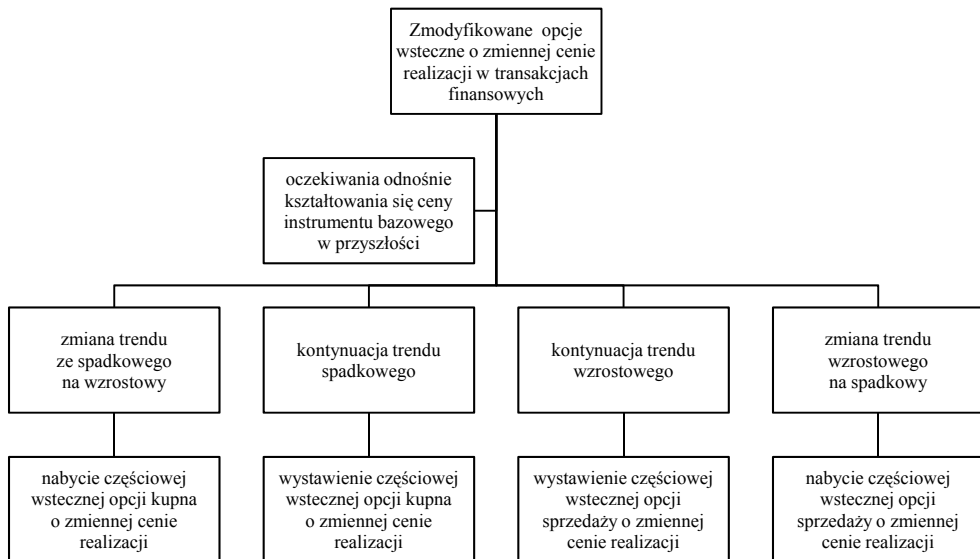 Zmodyfikowane opcje
wsteczne o zmiennej cenie
realizacji w transakcjach
finansowych
oczekiwania odnośnie
kształtowania się ceny
instrumentu bazowego
w przyszłości
zmiana trendu
ze spadkowego
na wzrostowy
kontynuacja trendu
spadkowego
kontynuacja trendu
wzrostowego
zmiana trendu
wzrostowego
na spadkowy
nabycie częściowej
wstecznej opcji kupna
o zmiennej cenie
realizacji
wystawienie częściowej
wstecznej opcji kupna
o zmiennej cenie
realizacji
wystawienie częściowej
wstecznej opcji
sprzedaży o zmiennej
cenie realizacji
nabycie częściowej
wstecznej opcji
sprzedaży o zmiennej
cenie realizacji